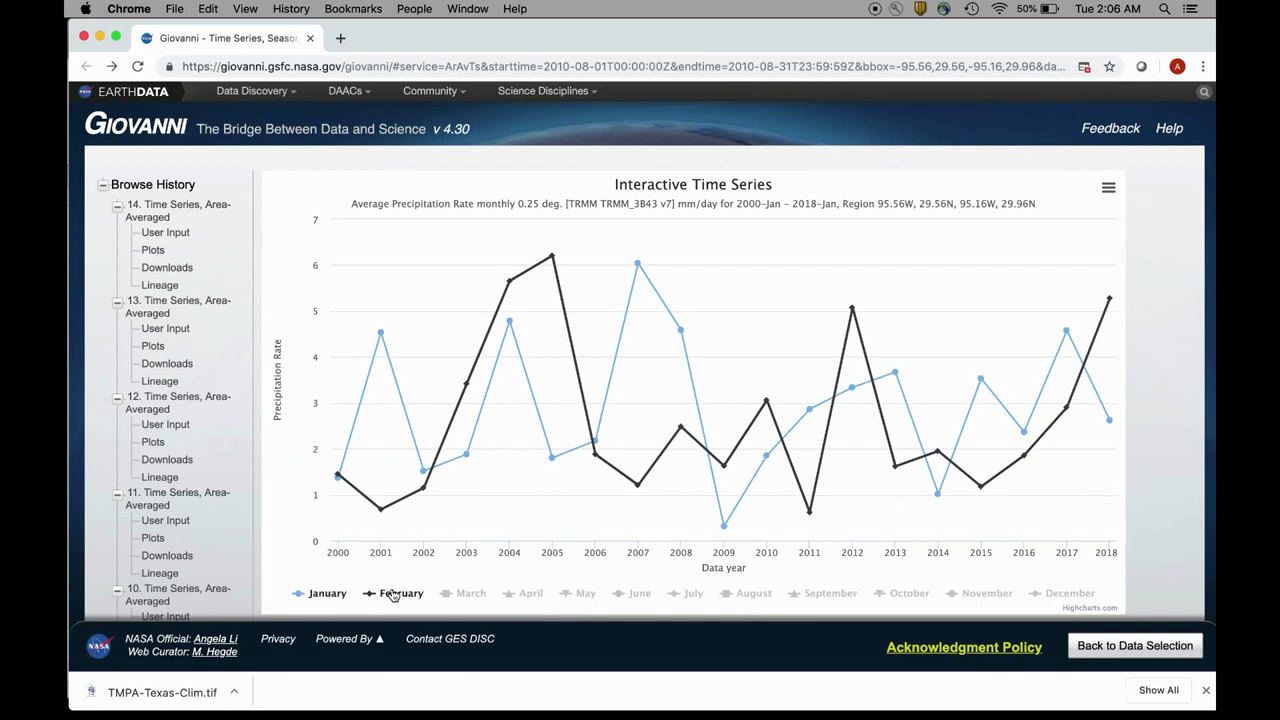 Chrome File Edit View History Bookmarks People Window Help 50% Tue 2:06 AM
Giovanni - Time Series, Season
https://giovanni.gsfc.nasa.gov/giovanni/#service=ArAvTs&starttime=2010-08-01T00:00:00Z&endtime=2010-08-31T23:59:59Z&bbox=-95.56,29.56,-95.16,29.96&da...
A
NASA EARTHDATA Data Discovery DAACs Community Science Disciplines
GIOVANNI The Bridge Between Data and Science v 4.30 Feedback Help
Browse History
14. Time Series, Area-
Averaged
User Input
Plots
Downloads
Lineage
13. Time Series, Area-
Averaged
User Input
Plots
Downloads
Lineage
12. Time Series, Area-
Averaged
User Input
Plots
Downloads
Lineage
11. Time Series, Area-
Averaged
User Input
Plots
Downloads
Lineage
10. Time Series, Area-
Averaged
User Input
Interactive Time Series
Average Precipitation Rate monthly 0.25 deg. [TRMM TRMM_3B43 v7] mm/day for 2000-Jan - 2018-Jan, Region 95.56W, 29.56N, 95.16W, 29.96N
Precipitation Rate
7
6
5
4
3
2
1
0
2000 2001 2002 2003 2004 2005 2006 2007 2008 2009 2010 2011 2012 2013 2014 2015 2016 2017 2018
Data year
January February March April May June July August September October November December
Highcharts.com
NASA
NASA Official: Angela Li
Web Curator: M. Hegde
Privacy Powered By ▲ Contact GES DISC
Acknowledgment Policy Back to Data Selection
TMPA-Texas-Clim.tif Show All